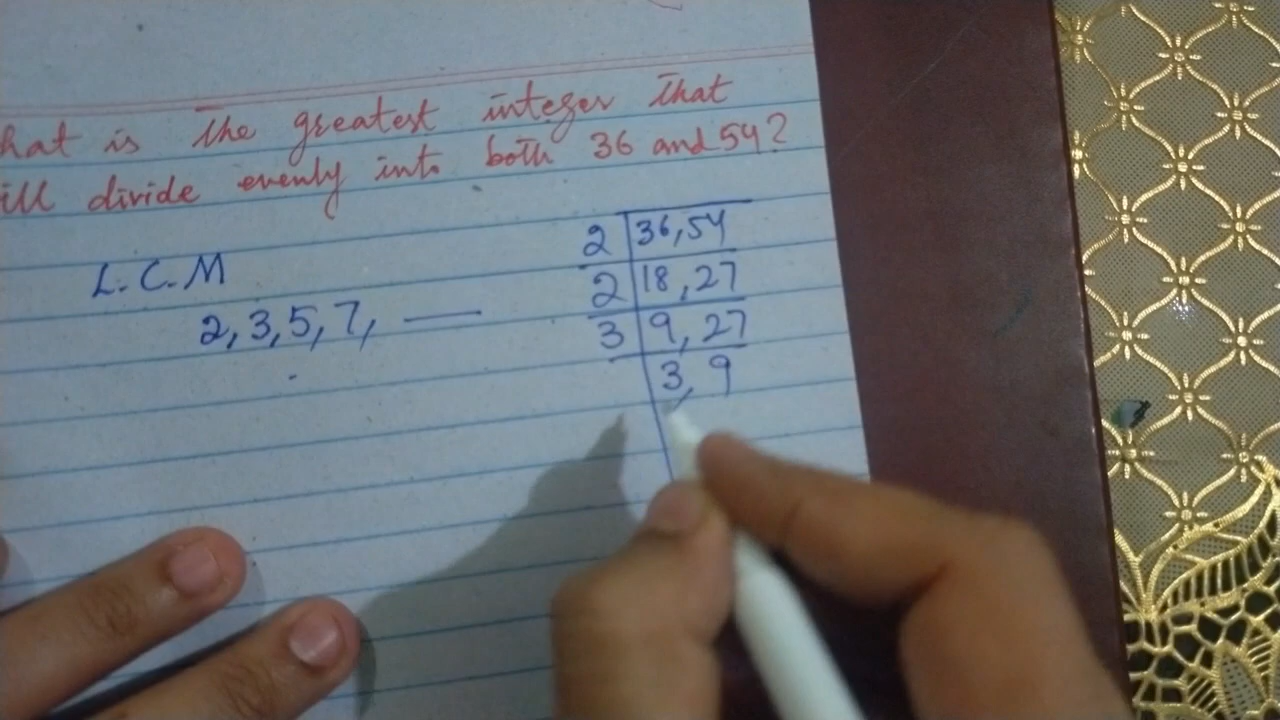 hat is the greatest integer that
ill divide evenly into both 36 and 54?
L.C.M
2, 3, 5, 7, —
2 36, 54
2 18, 27
3 9, 27
3, 9